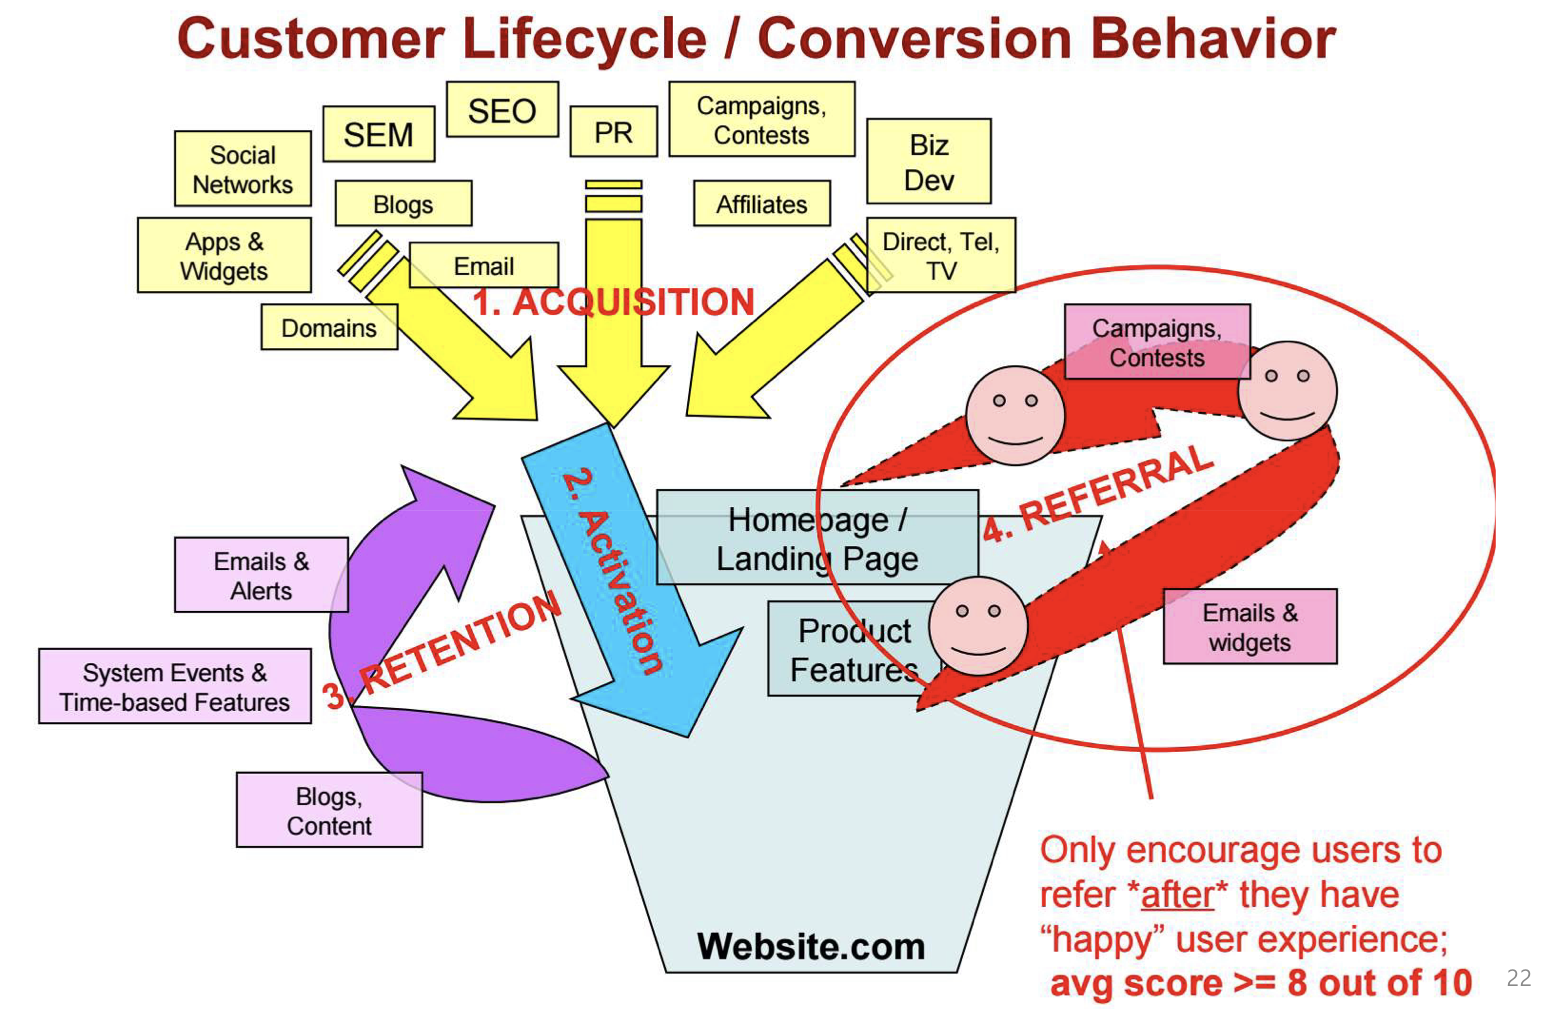 Customer Lifecycle / Conversion Behavior
SEO
SEM
PR
Campaigns,
Contests
Biz
Dev
Social
Networks
Blogs
Affiliates
Apps &
Widgets
Email
Direct, Tel,
TV
Domains
1. ACQUISITION
Campaigns,
Contests
2. Activation
Homepage /
Landing Page
4. REFERRAL
Emails &
Alerts
3. RETENTION
Product
Features
Emails &
widgets
System Events &
Time-based Features
Blogs,
Content
Website.com
Only encourage users to
refer *after* they have
“happy” user experience;
avg score >= 8 out of 10
22